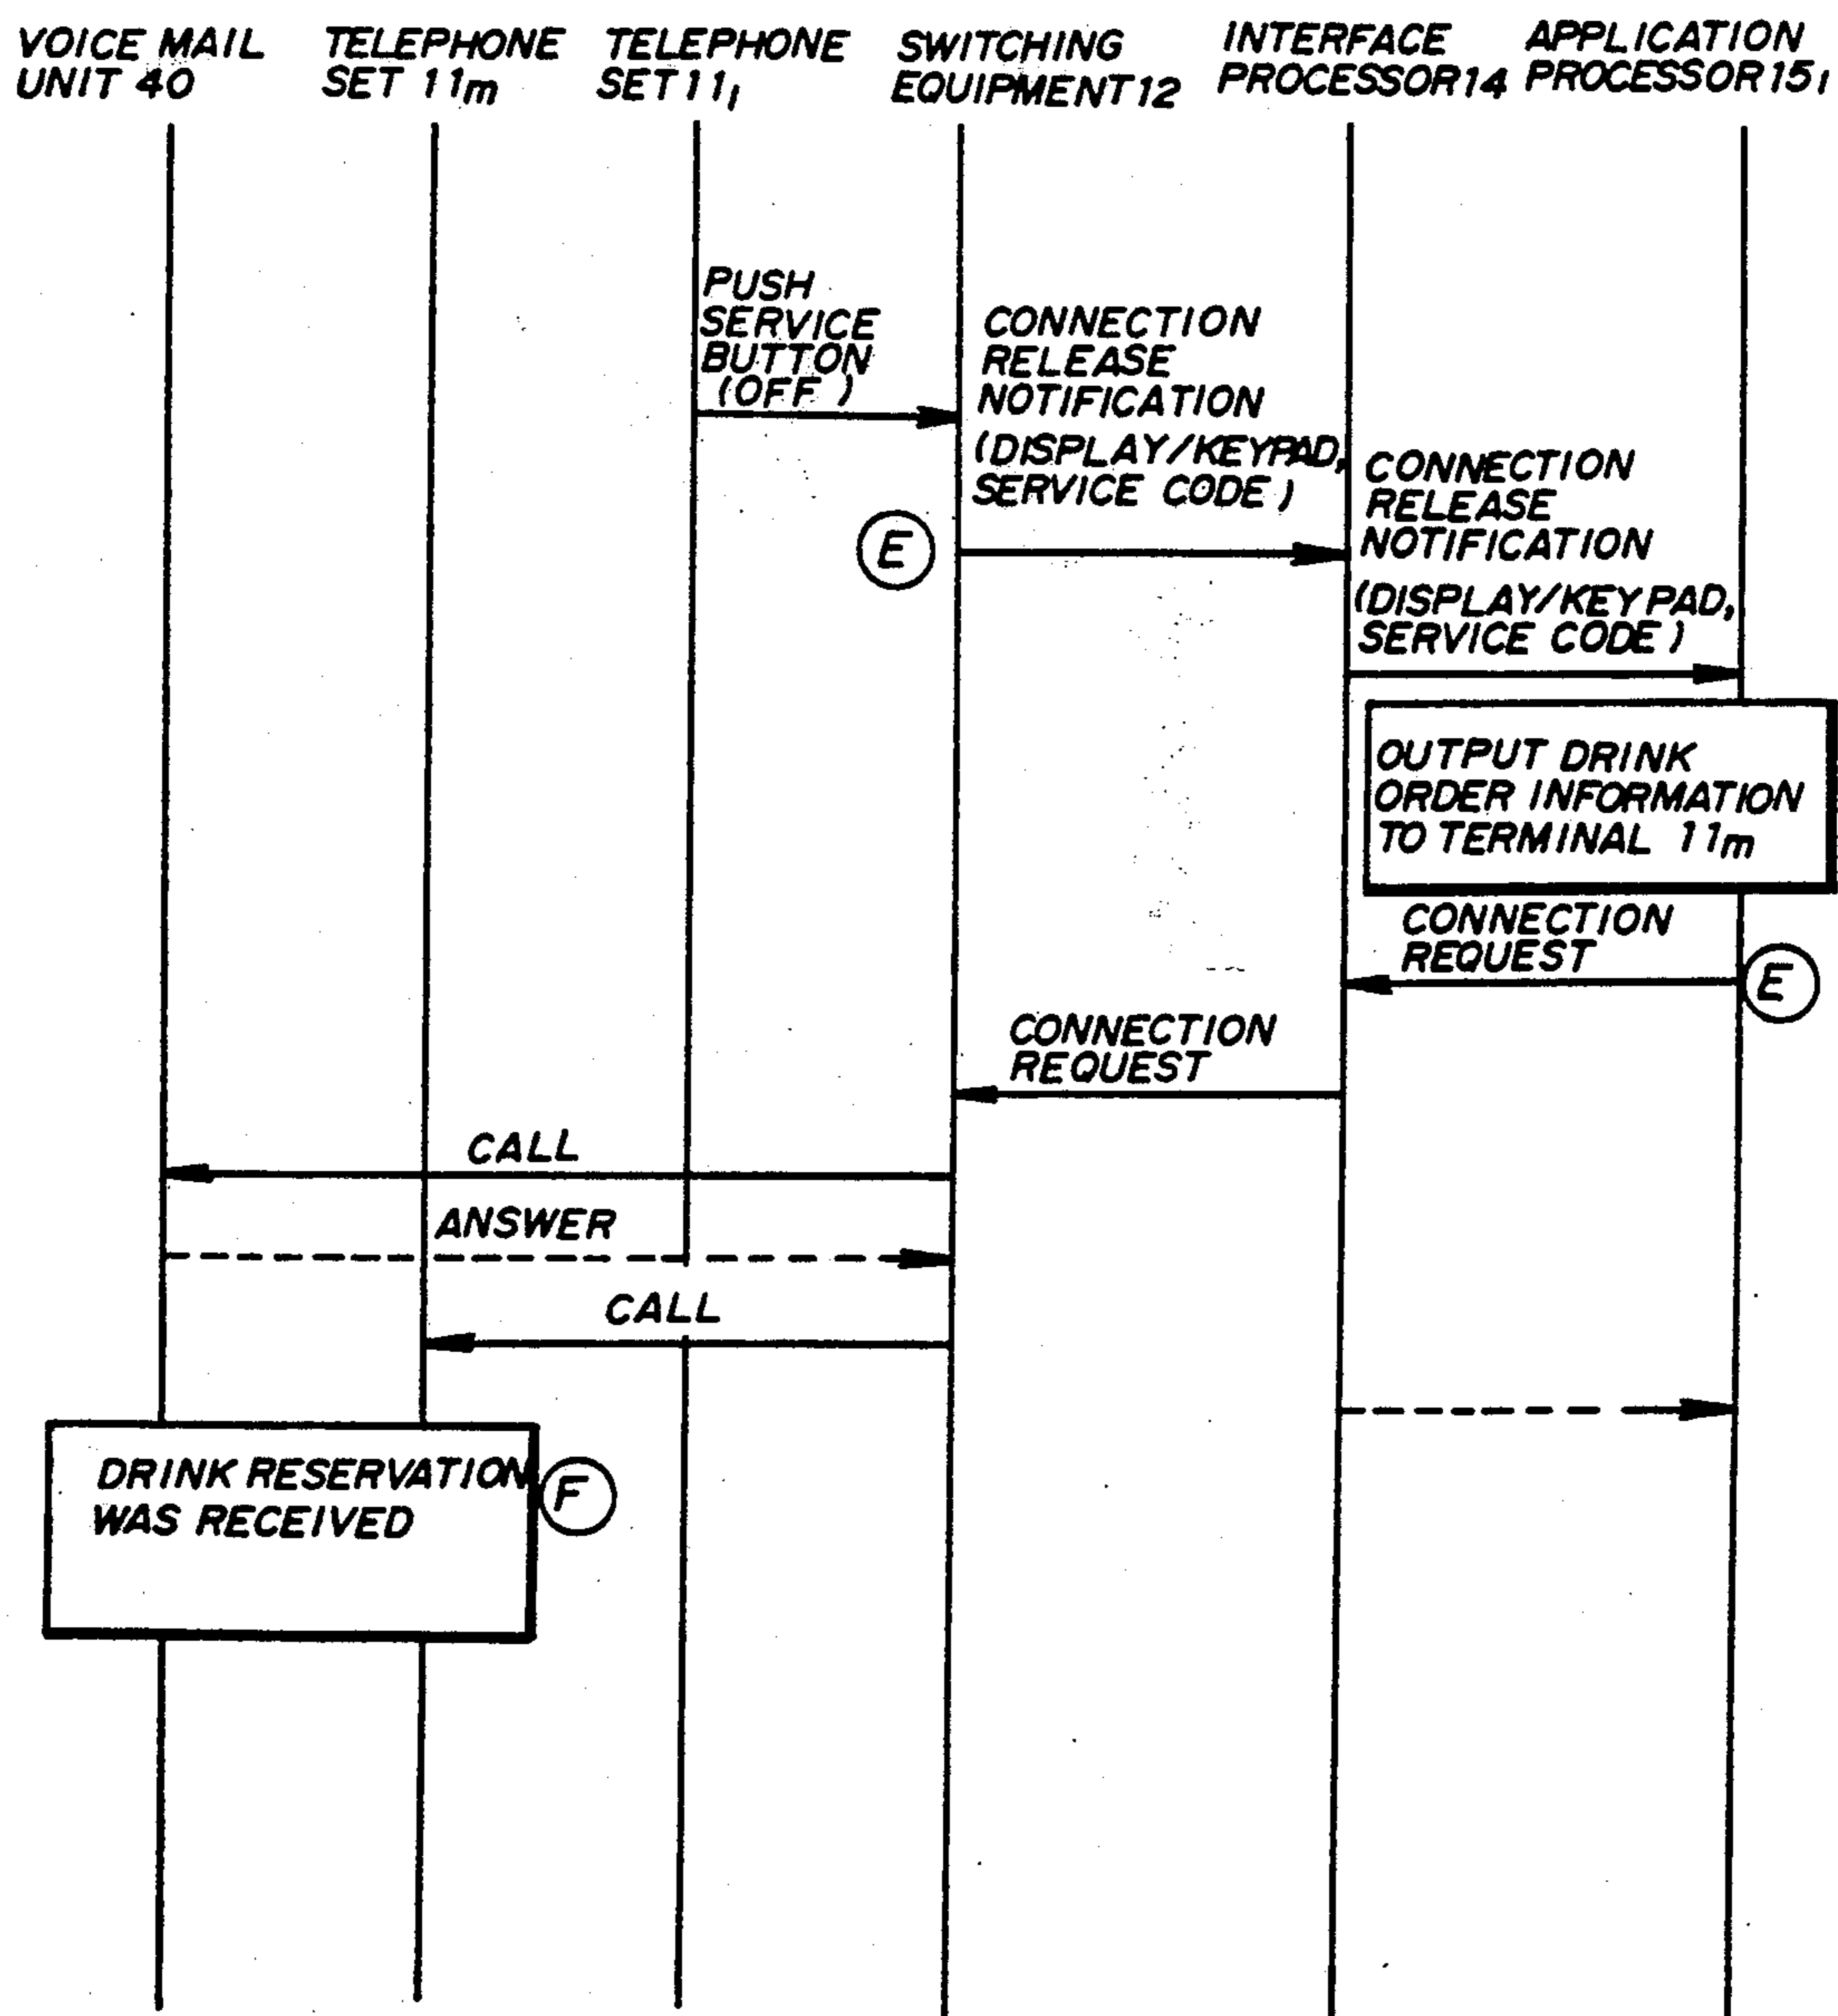 VOICE MAIL
UNIT 40
TELEPHONE
SET 11m
TELEPHONE
SET 111
SWITCHING
EQUIPMENT 12
INTERFACE
PROCESSOR 14
APPLICATION
PROCESSOR 151
PUSH
SERVICE
BUTTON
(OFF)
CONNECTION
RELEASE
NOTIFICATION
(DISPLAY/KEYPAD,
SERVICE CODE)
E
CONNECTION
RELEASE
NOTIFICATION
(DISPLAY/KEYPAD,
SERVICE CODE)
OUTPUT DRINK
ORDER INFORMATION
TO TERMINAL 11m
CONNECTION
REQUEST
E
CONNECTION
REQUEST
CALL
ANSWER
CALL
DRINK RESERVATION
WAS RECEIVED
F